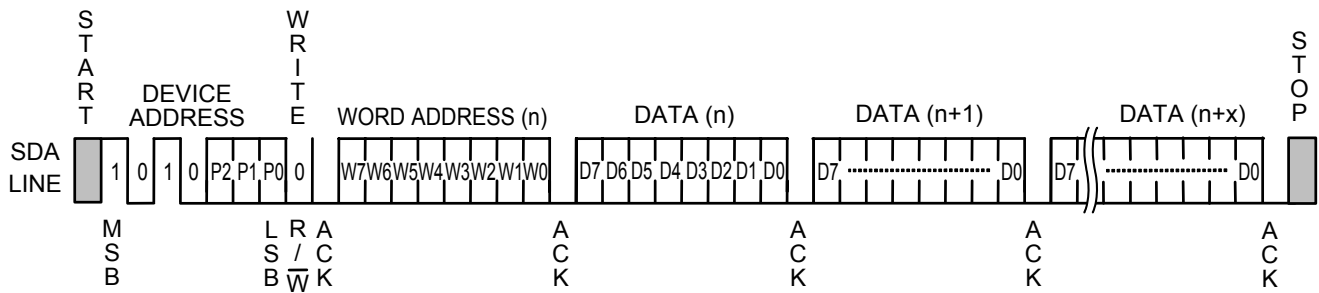 START
WRITE
STOP
DEVICE
ADDRESS
WORD ADDRESS (n)
DATA (n)
DATA (n+1)
DATA (n+x)
SDA
LINE
1 0 1 0 P2 P1 P0 0
W7 W6 W5 W4 W3 W2 W1 W0
D7 D6 D5 D4 D3 D2 D1 D0
D7 D0
D7 D0
MSB
LSB
R/W̅
ACK
ACK
ACK
ACK
ACK